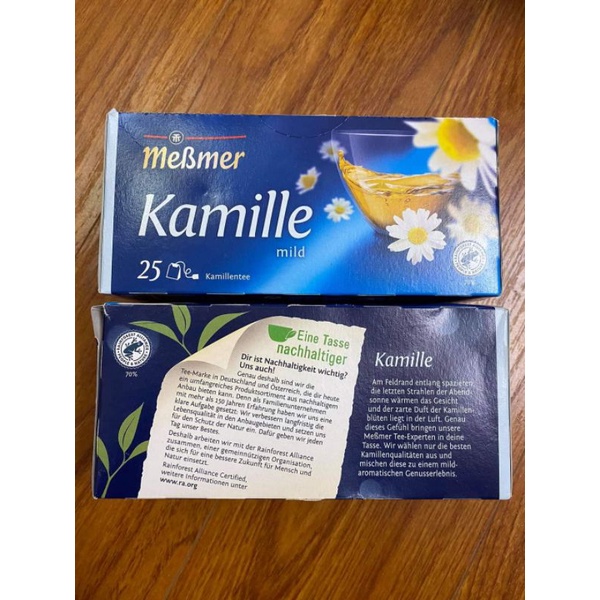 Meßmer
Kamille
mild
25
Kamillentee
70%
Eine Tasse
nachhaltiger
Dir ist Nachhaltigkeit wichtig?
Uns auch!
Genau deshalb sind wir die
Tee-Marke in Deutschland und Österreich, die dir heute
ein umfangreiches Produktsortiment aus nachhaltigem
Anbau bieten kann. Denn als Familienunternehmen
mit mehr als 150 Jahren Erfahrung haben wir uns eine
klare Aufgabe gesetzt: Wir verbessern langfristig die
Lebensqualität in den Anbaugebieten und setzen uns
für den Schutz der Natur ein. Dafür geben wir jeden
Tag unser Bestes.
Deshalb arbeiten wir mit der Rainforest Alliance
zusammen, einer gemeinnützigen Organisation,
die sich für eine bessere Zukunft für Mensch und
Natur einsetzt.
Rainforest Alliance Certified,
weitere Informationen unter
www.ra.org
Kamille
Am Feldrand entlang spazieren,
die letzten Strahlen der Abend-
sonne wärmen das Gesicht
und der zarte Duft der Kamillen-
blüten liegt in der Luft. Genau
dieses Gefühl bringen unsere
Meßmer Tee-Experten in deine
Tasse. Wir wählen nur die besten
Kamillenqualitäten aus und
mischen diese zu einem mild-
aromatischen Genusserlebnis.